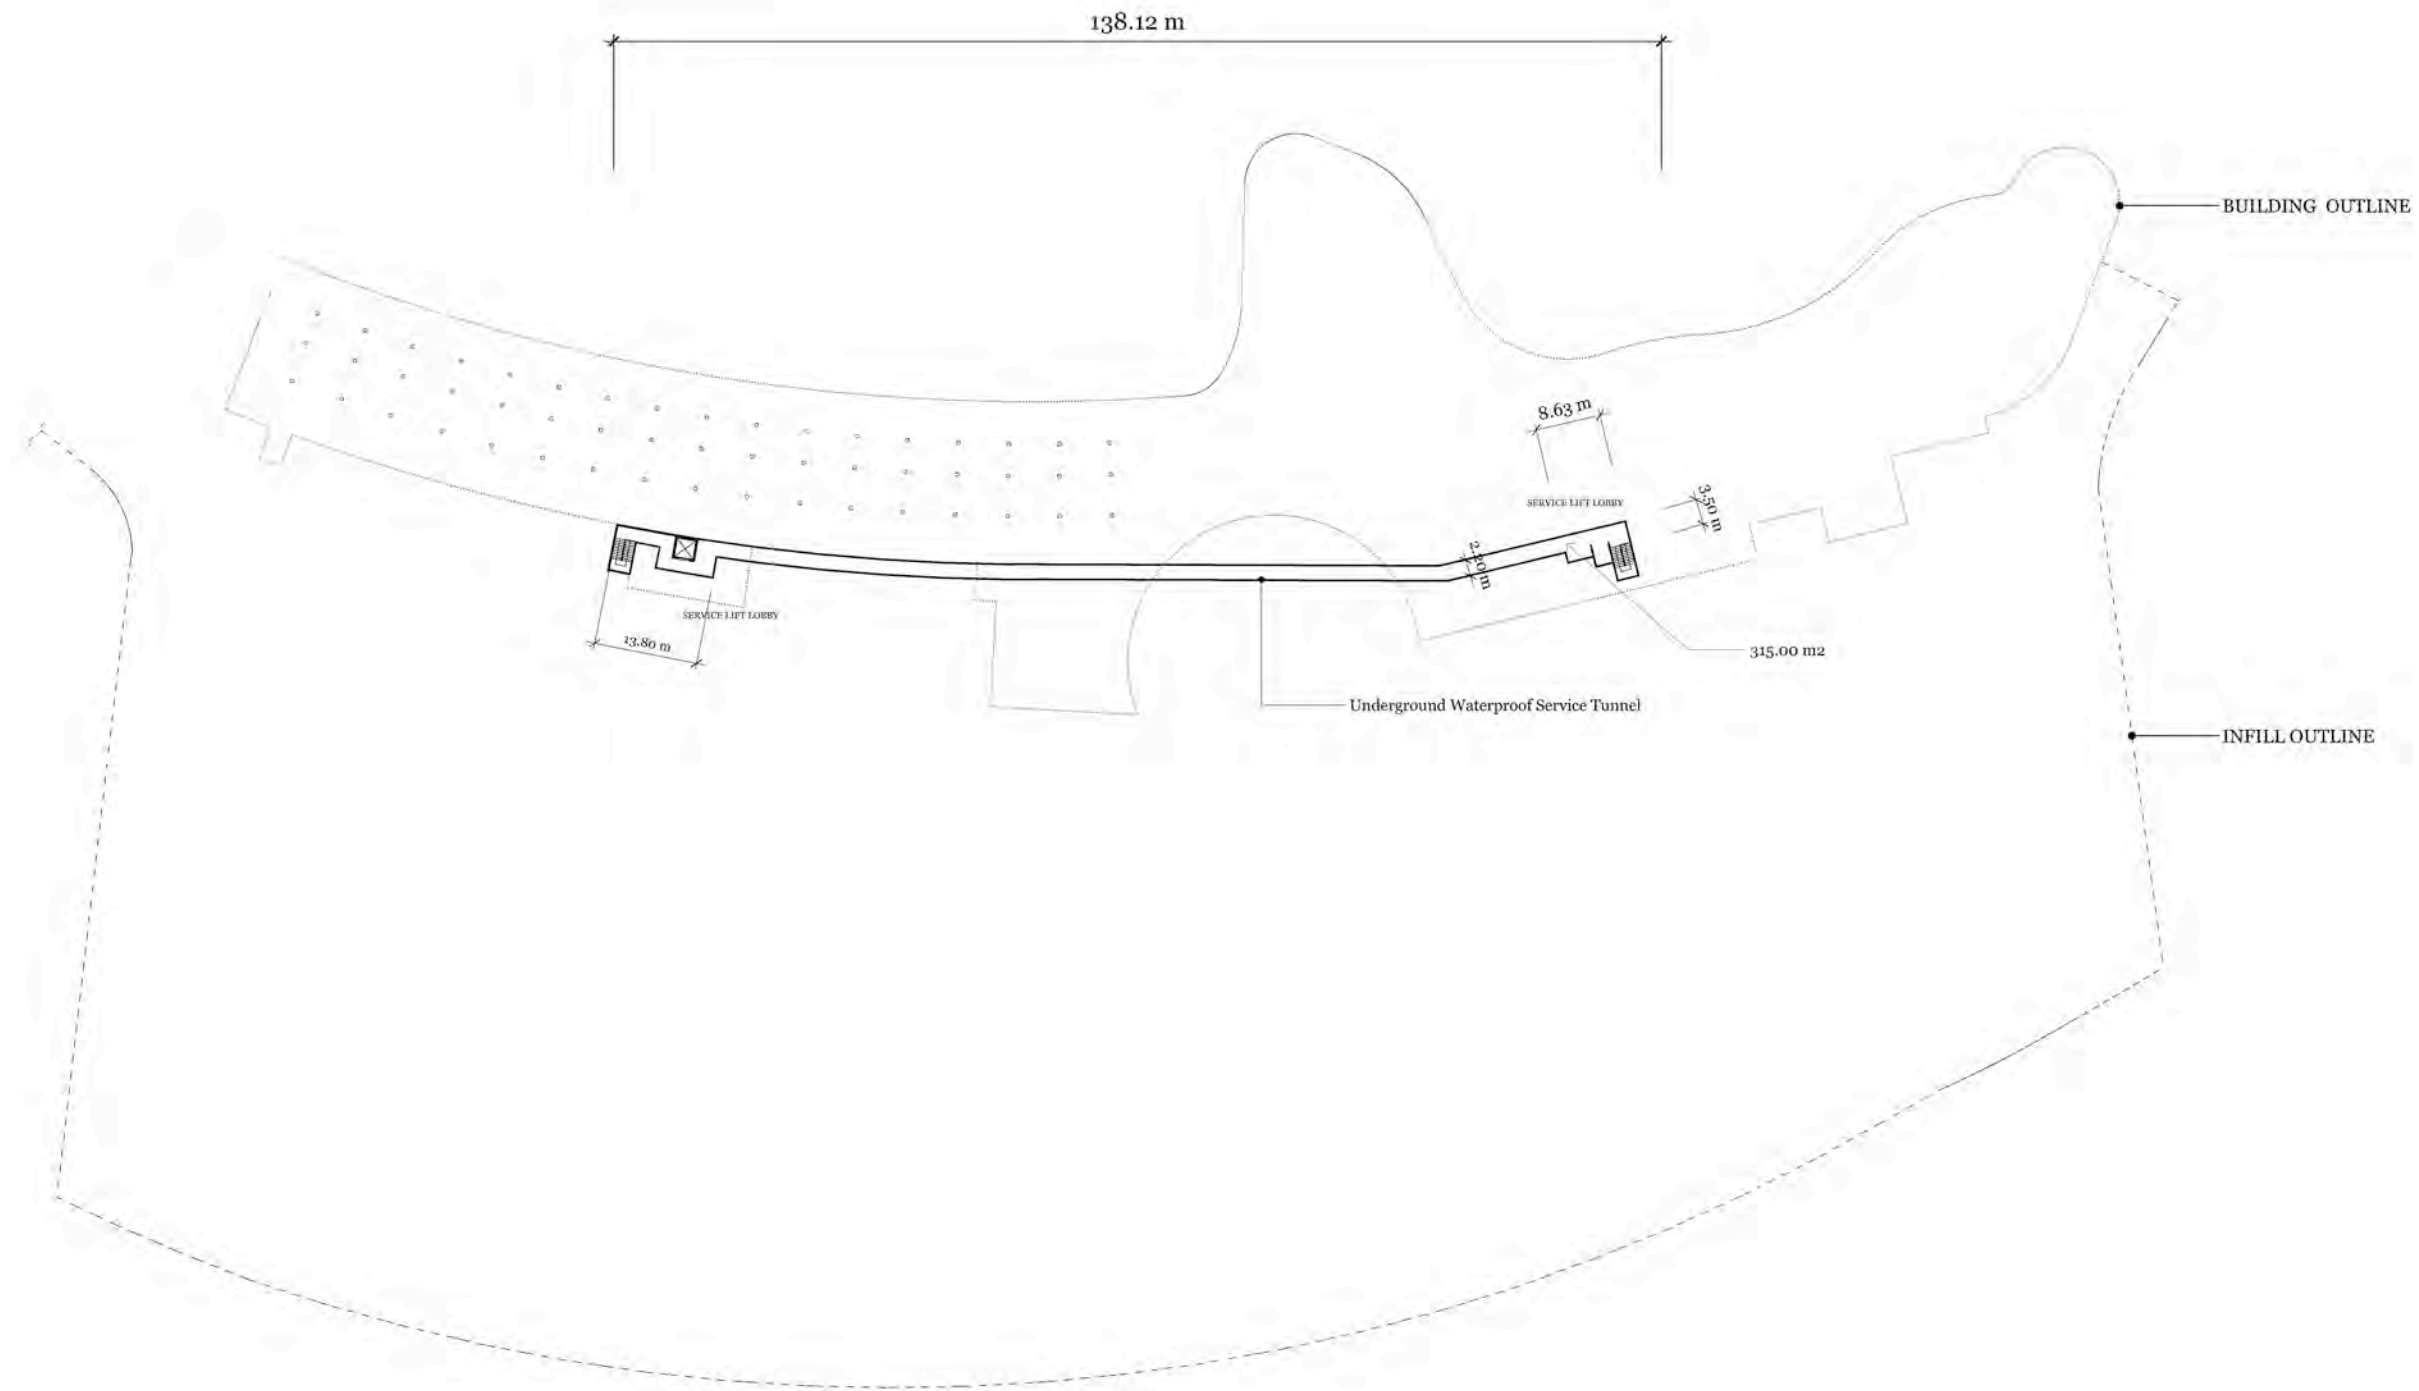 138.12 m
BUILDING OUTLINE
8.63 m
SERVICE LIFT LOBBY
3.50 m
2.20 m
SERVICE LIFT LOBBY
13.80 m
315.00 m2
Underground Waterproof Service Tunnel
INFILL OUTLINE